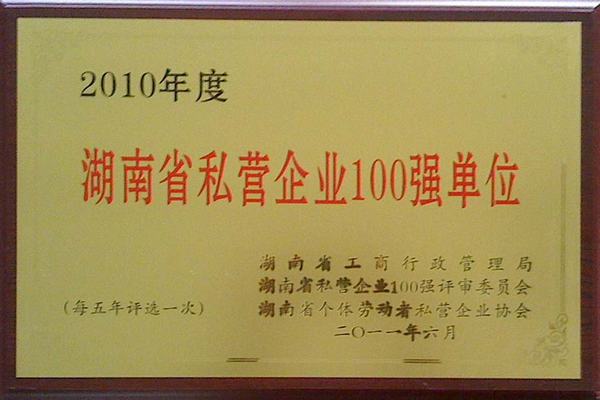 2010年度
湖南省私营企业100强单位
湖南省工商行政管理局
湖南省私营企业100强评审委员会
(每五年评选一次) 湖南省个体劳动者私营企业协会
二〇一一年六月